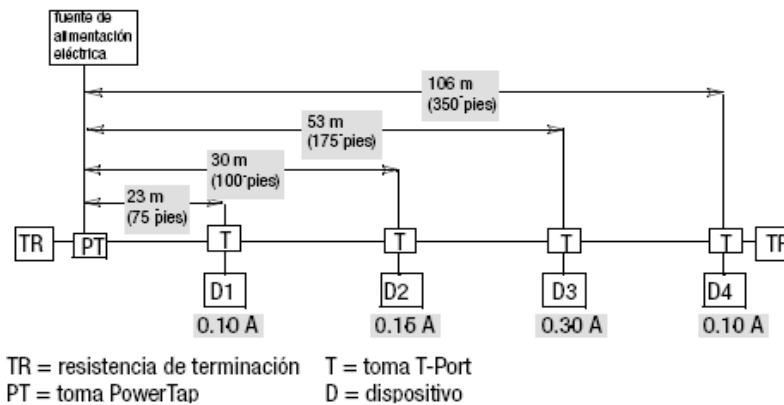 fuente de
alimentación
eléctrica
106 m
(350 pies)
53 m
(175 pies)
30 m
(100 pies)
23 m
(75 pies)
TR
PT
T
T
T
T
TR
D1
D2
D3
D4
0.10 A
0.15 A
0.30 A
0.10 A
TR = resistencia de terminación T = toma T-Port
PT = toma PowerTap D = dispositivo